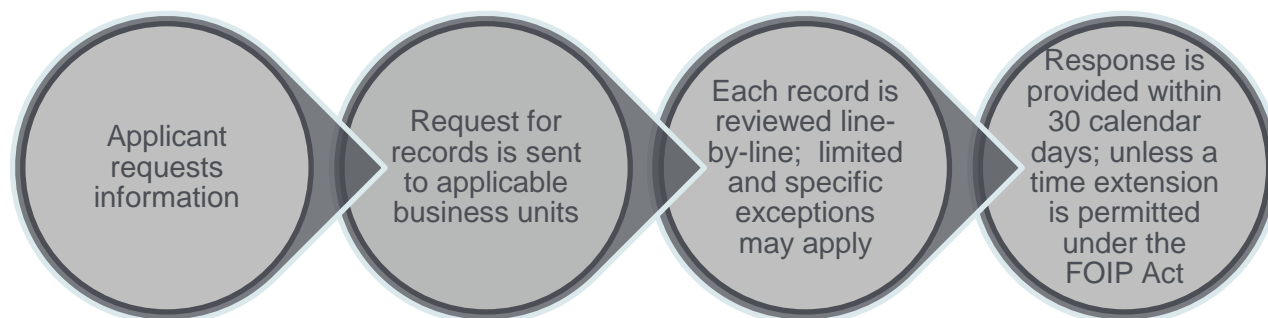 Applicant
requests
information
Request for
records is sent
to applicable
business units
Each record is
reviewed line-
by-line;  limited
and specific
exceptions
may apply
Response is
provided within
30 calendar
days; unless a
time extension
is permitted
under the
FOIP Act